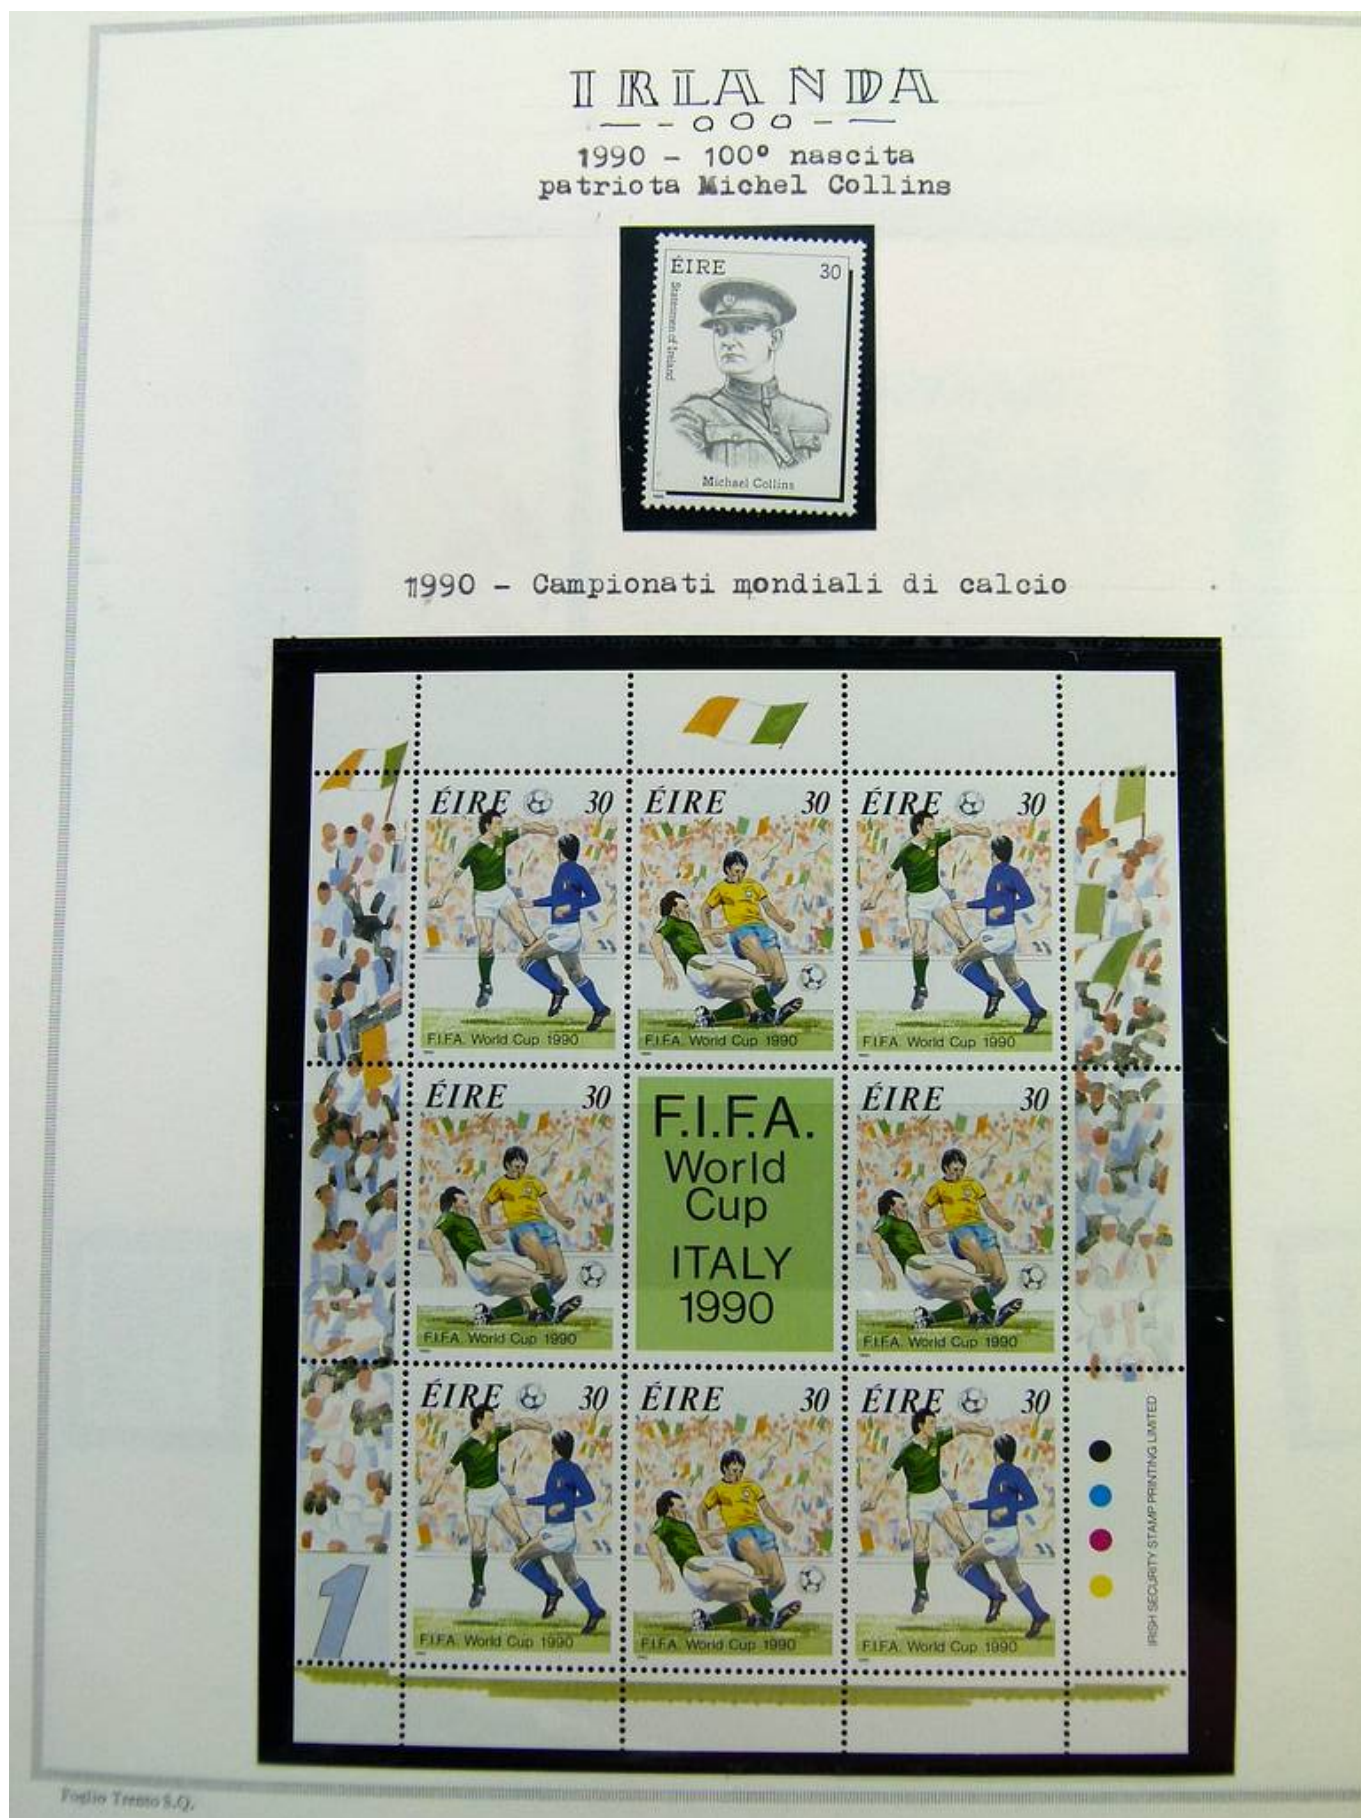 IRLANDA
1990 - 100º nascita
patriota Michel Collins
ÉIRE 30
Statesmen of Ireland
Michael Collins
1990 - Campionati mondiali di calcio
ÉIRE 30
F.I.F.A. World Cup 1990
ÉIRE 30
F.I.F.A. World Cup 1990
ÉIRE 30
F.I.F.A. World Cup 1990
ÉIRE 30
F.I.F.A. World Cup 1990
F.I.F.A.
World
Cup
ITALY
1990
ÉIRE 30
F.I.F.A. World Cup 1990
ÉIRE 30
F.I.F.A. World Cup 1990
ÉIRE 30
F.I.F.A. World Cup 1990
ÉIRE 30
F.I.F.A. World Cup 1990
1
IRISH SECURITY STAMP PRINTING LIMITED
Foglio Trento S.Q.